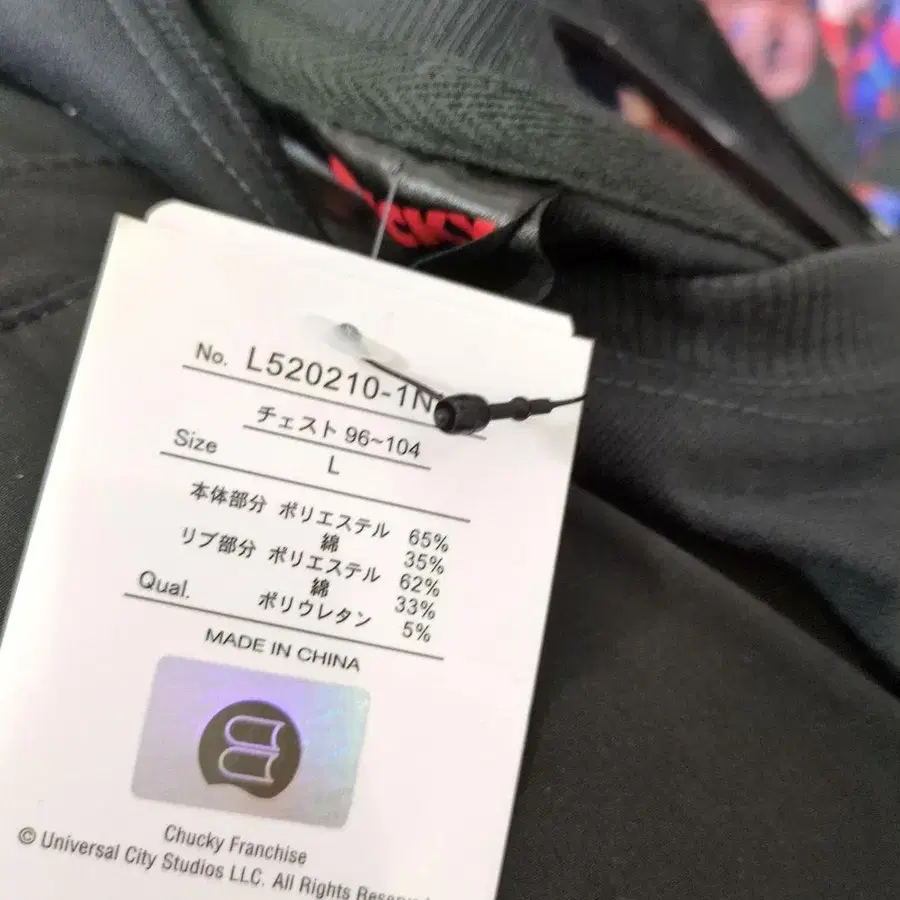 CKY
No. L520210-1N
チェスト 96~104
Size L
本体部分 ポリエステル 65%
綿 35%
リブ部分 ポリエステル 62%
綿 33%
Qual. ポリウレタン 5%
MADE IN CHINA
Chucky Franchise
© Universal City Studios LLC. All Rights